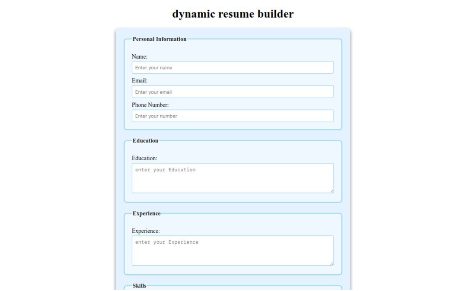 dynamic resume builder
Personal Information
Name:
Enter your name
Email:
Enter your email
Phone Number:
Enter your number
Education
Education:
enter your Education
Experience
Experience:
enter your Experience
Skills